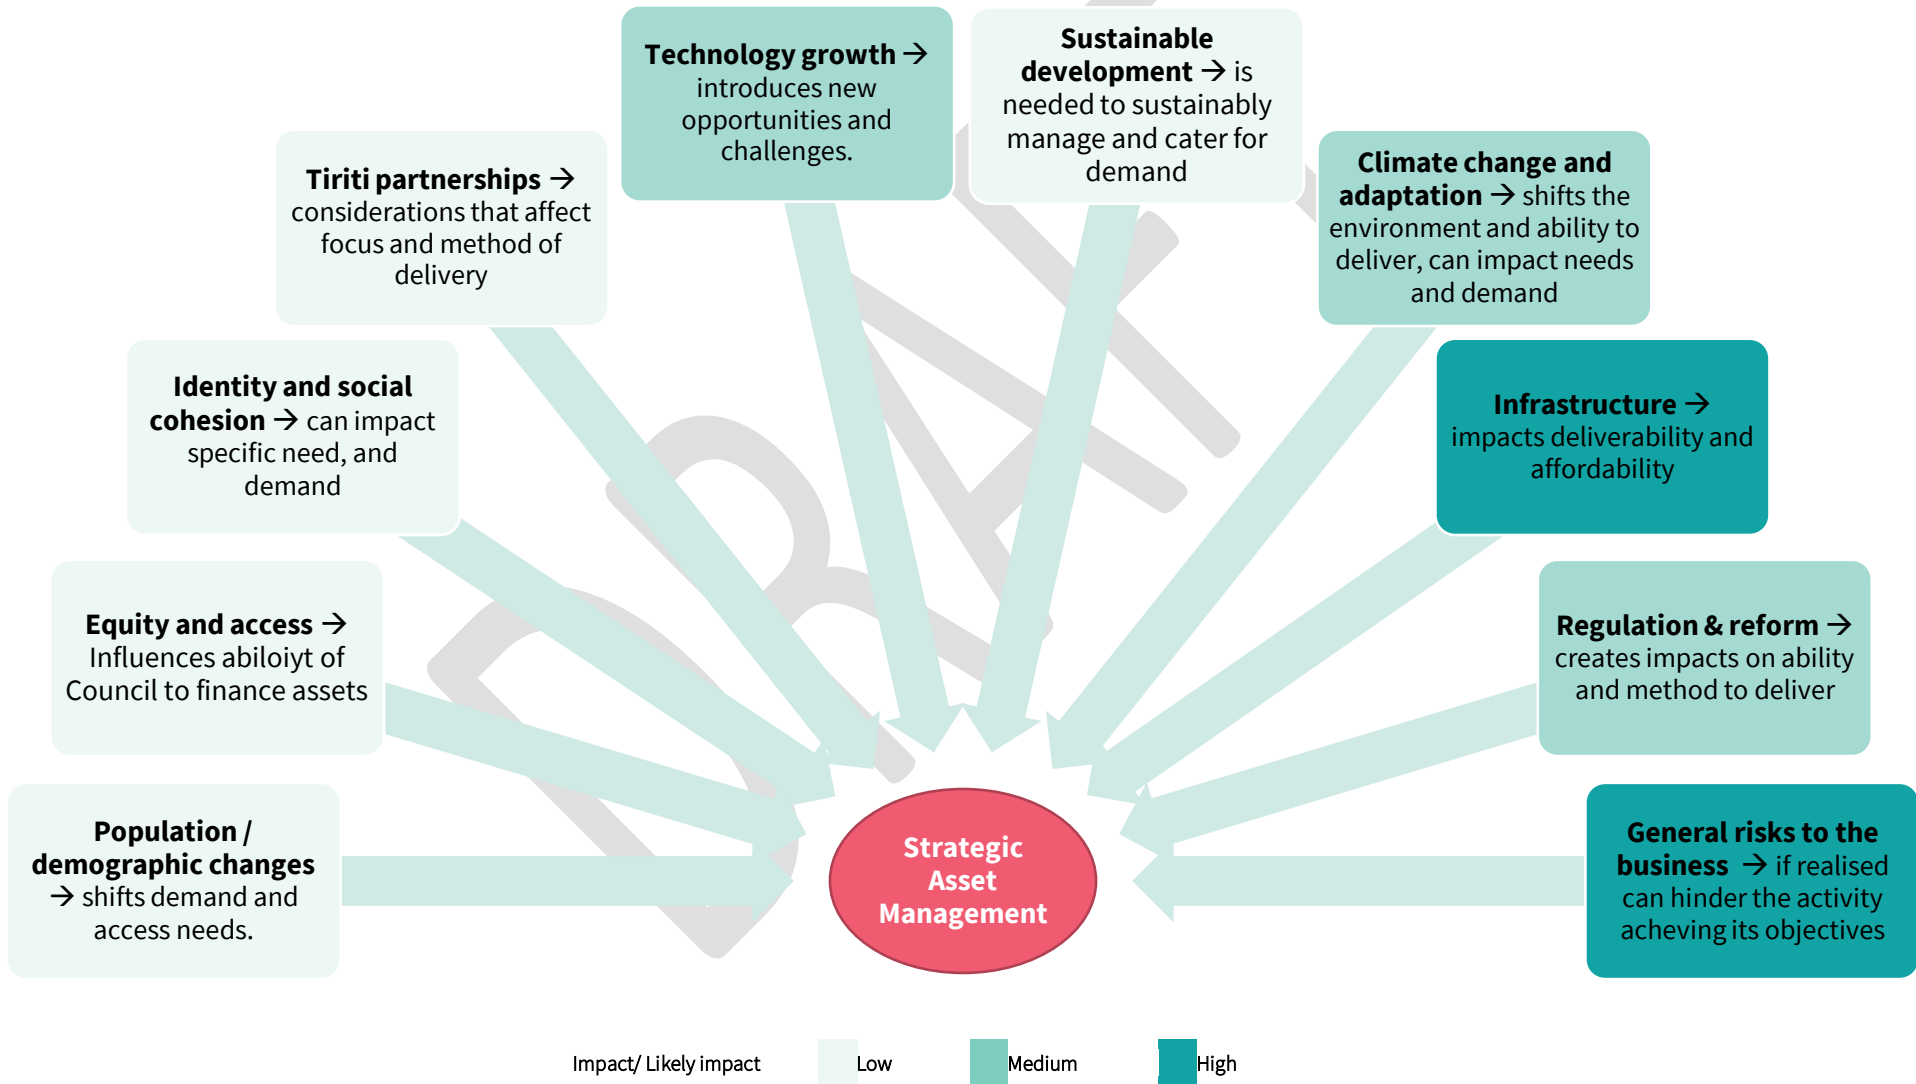 Technology growth →
introduces new
opportunities and
challenges.
Sustainable
development → is
needed to sustainably
manage and cater for
demand
Tiriti partnerships →
considerations that affect
focus and method of
delivery
Climate change and
adaptation → shifts the
environment and ability to
deliver, can impact needs
and demand
Identity and social
cohesion → can impact
specific need, and
demand
Infrastructure →
impacts deliverability and
affordability
Equity and access →
Influences abiloiyt of
Council to finance assets
Regulation & reform →
creates impacts on ability
and method to deliver
Population /
demographic changes
→ shifts demand and
access needs.
General risks to the
business → if realised
can hinder the activity
acheving its objectives
Strategic
Asset
Management
DRAFT
Impact/ Likely impact Low Medium High